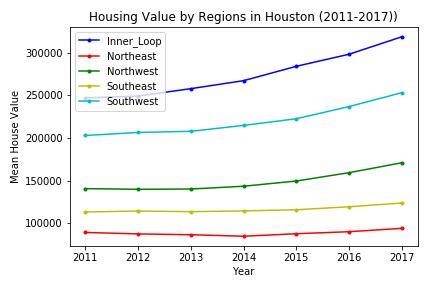 Housing Value by Regions in Houston (2011-2017))
Inner_Loop
Northeast
Northwest
Southeast
Southwest
Mean House Value
300000
250000
200000
150000
100000
2011 2012 2013 2014 2015 2016 2017
Year